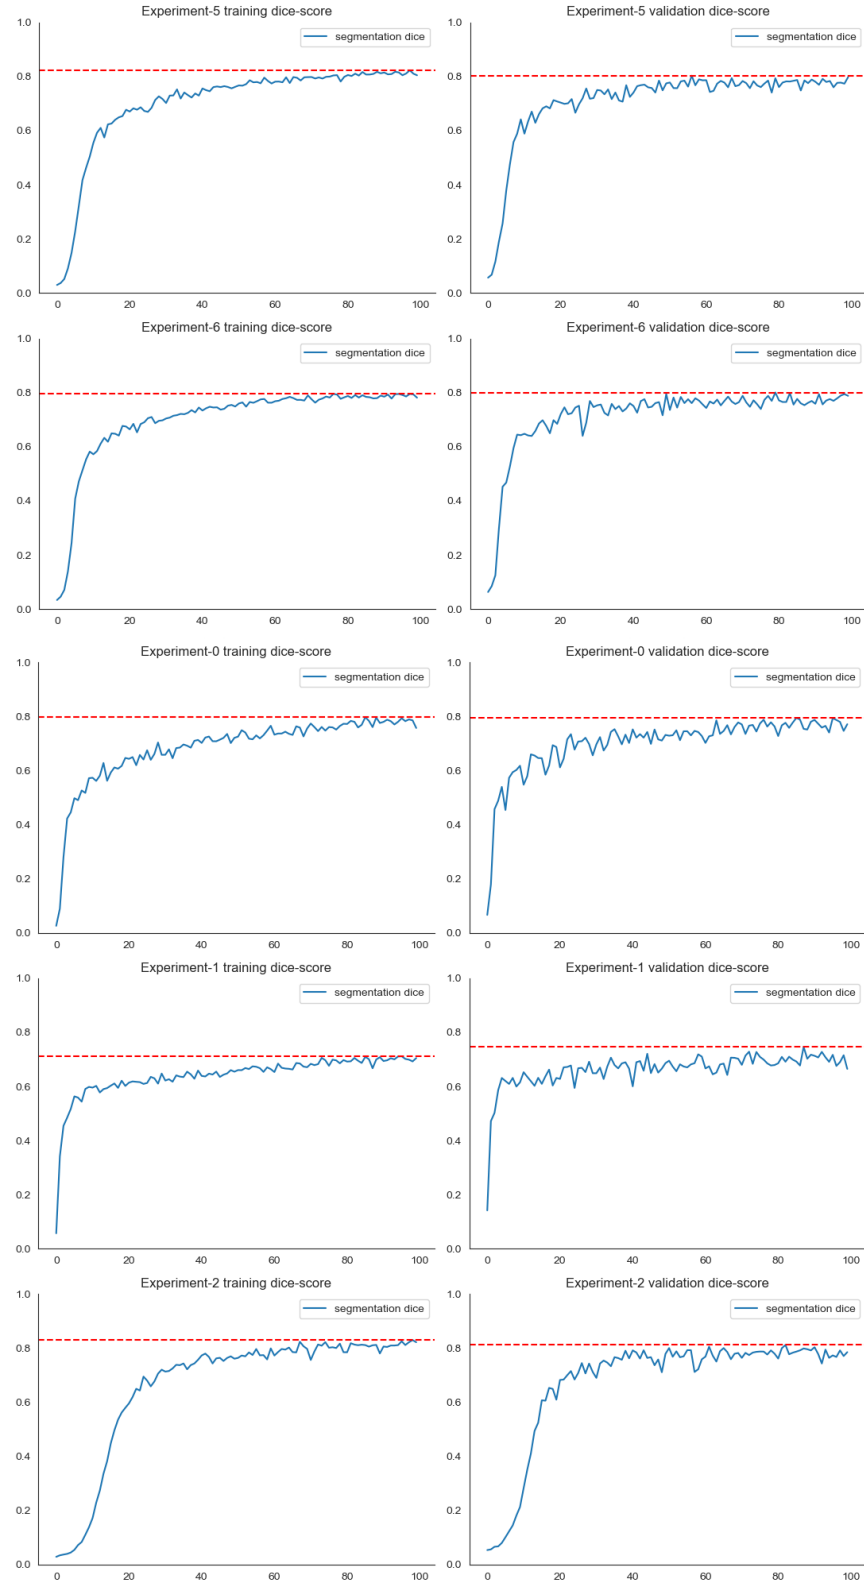 Experiment-5 training dice-score
segmentation dice
1.0
0.8
0.6
0.4
0.2
0.0
0 20 40 60 80 100
Experiment-5 validation dice-score
segmentation dice
1.0
0.8
0.6
0.4
0.2
0.0
0 20 40 60 80 100
Experiment-6 training dice-score
segmentation dice
1.0
0.8
0.6
0.4
0.2
0.0
0 20 40 60 80 100
Experiment-6 validation dice-score
segmentation dice
1.0
0.8
0.6
0.4
0.2
0.0
0 20 40 60 80 100
Experiment-0 training dice-score
segmentation dice
1.0
0.8
0.6
0.4
0.2
0.0
0 20 40 60 80 100
Experiment-0 validation dice-score
segmentation dice
1.0
0.8
0.6
0.4
0.2
0.0
0 20 40 60 80 100
Experiment-1 training dice-score
segmentation dice
1.0
0.8
0.6
0.4
0.2
0.0
0 20 40 60 80 100
Experiment-1 validation dice-score
segmentation dice
1.0
0.8
0.6
0.4
0.2
0.0
0 20 40 60 80 100
Experiment-2 training dice-score
segmentation dice
1.0
0.8
0.6
0.4
0.2
0.0
0 20 40 60 80 100
Experiment-2 validation dice-score
segmentation dice
1.0
0.8
0.6
0.4
0.2
0.0
0 20 40 60 80 100